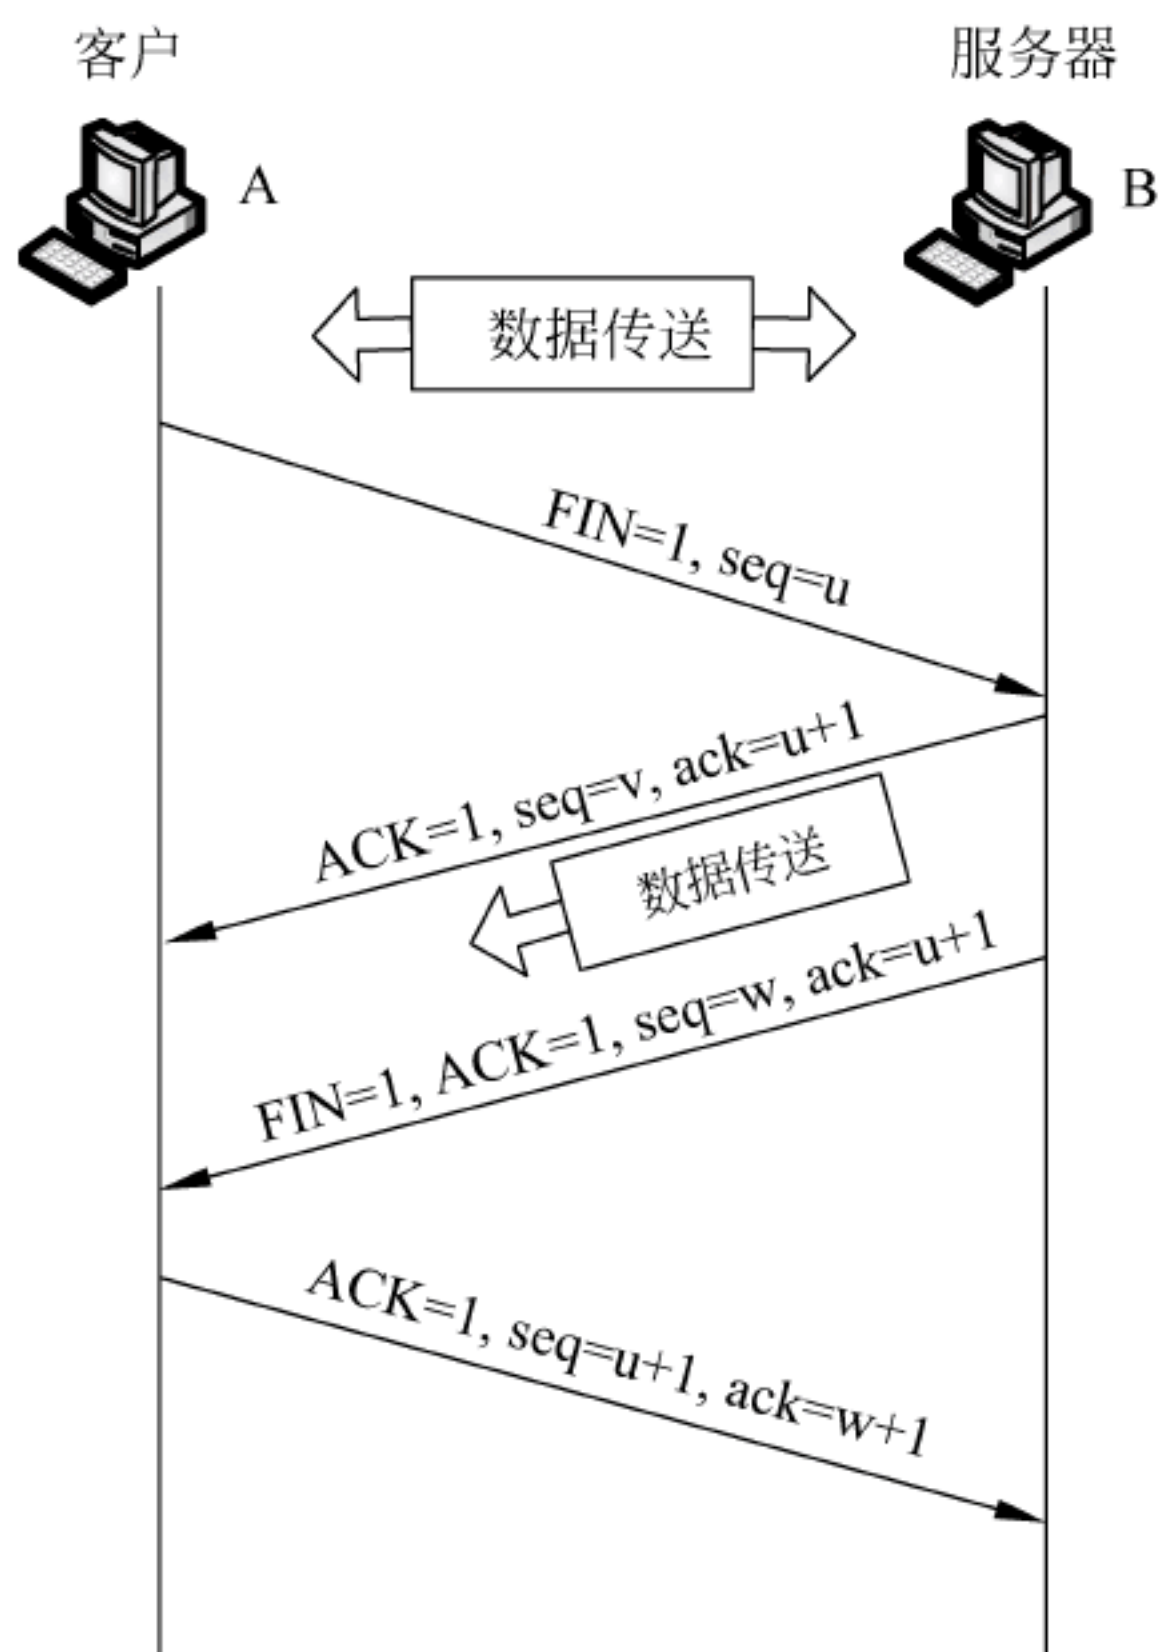 客户
服务器
A
B
数据传送
FIN=1, seq=u
ACK=1, seq=v, ack=u+1
数据传送
FIN=1, ACK=1, seq=w, ack=u+1
ACK=1, seq=u+1, ack=w+1